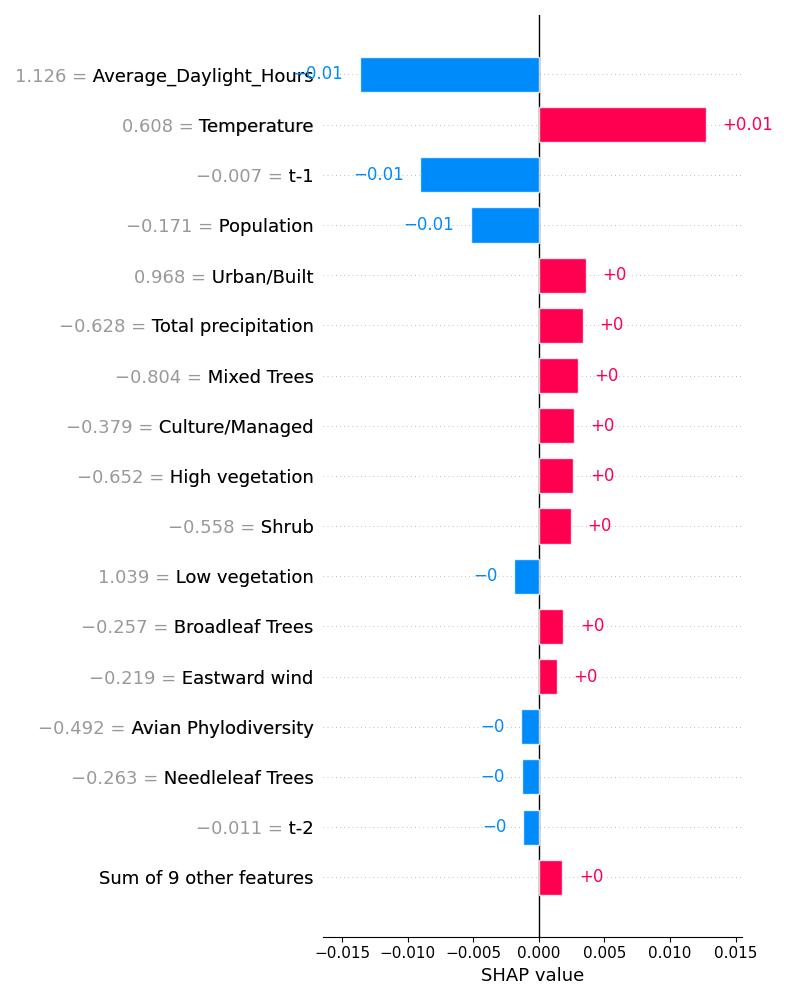 1.126 = Average_Daylight_Hours −0.01
0.608 = Temperature +0.01
−0.007 = t-1 −0.01
−0.171 = Population −0.01
0.968 = Urban/Built +0
−0.628 = Total precipitation +0
−0.804 = Mixed Trees +0
−0.379 = Culture/Managed +0
−0.652 = High vegetation +0
−0.558 = Shrub +0
1.039 = Low vegetation −0
−0.257 = Broadleaf Trees +0
−0.219 = Eastward wind +0
−0.492 = Avian Phylodiversity −0
−0.263 = Needleleaf Trees −0
−0.011 = t-2 −0
Sum of 9 other features +0
−0.015 −0.010 −0.005 0.000 0.005 0.010 0.015
SHAP value